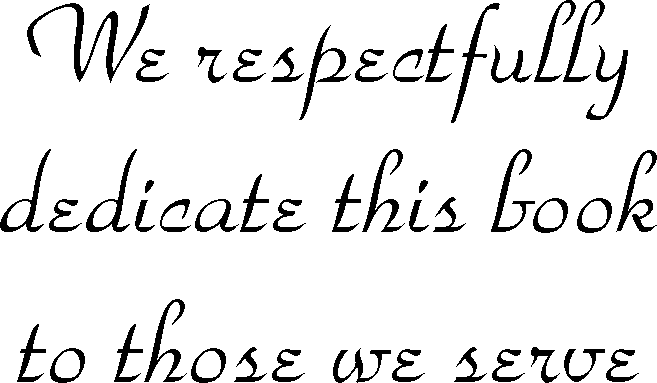 We respectfully
dedicate this book
to those we serve